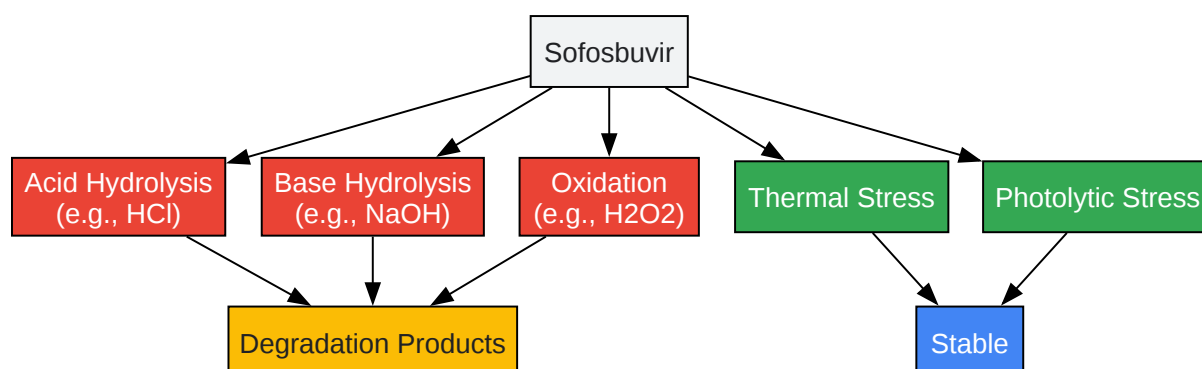 Sofosbuvir
Acid Hydrolysis
(e.g., HCl)
Base Hydrolysis
(e.g., NaOH)
Oxidation
(e.g., H2O2)
Thermal Stress
Photolytic Stress
Degradation Products
Stable